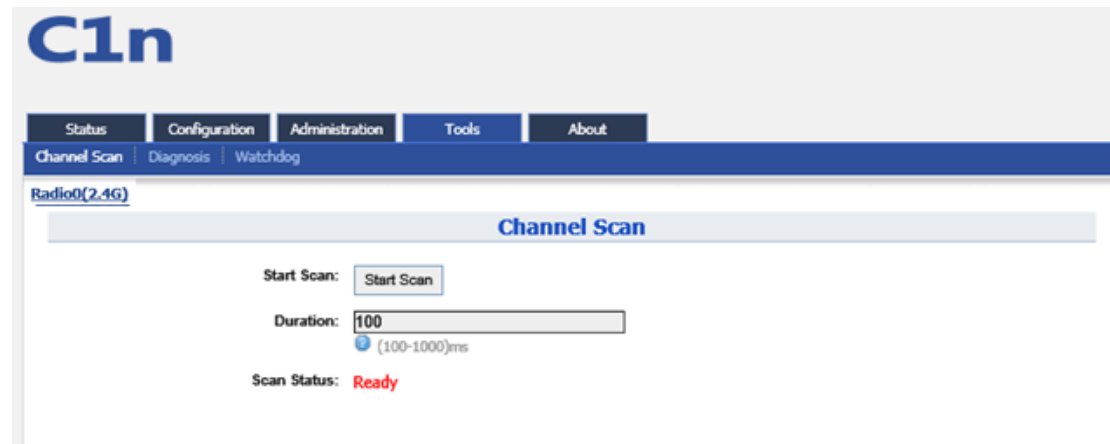 C1n
Status Configuration Administration Tools About
Channel Scan Diagnosis Watchdog
Radio0(2.4G)
Channel Scan
Start Scan: Start Scan
Duration: 100
? (100-1000)ms
Scan Status: Ready